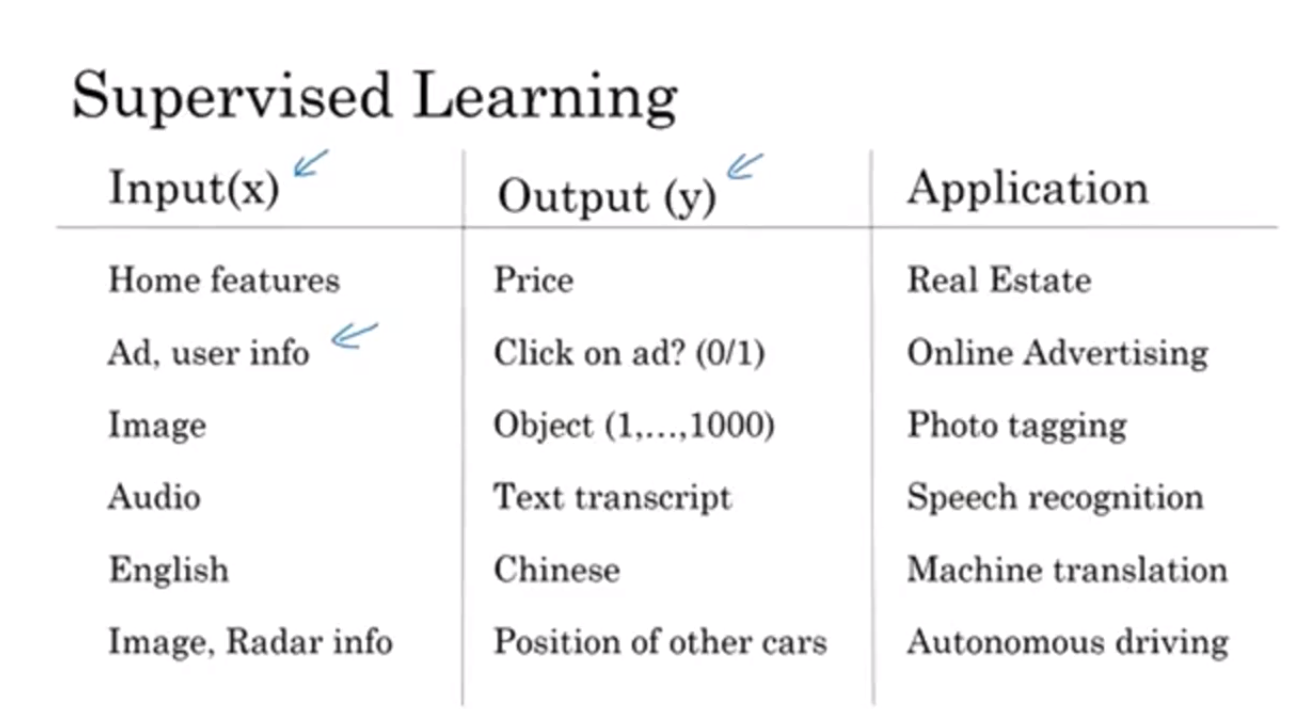 Supervised Learning
Input(x) Output (y) Application
Home features Price Real Estate
Ad, user info Click on ad? (0/1) Online Advertising
Image Object (1,...,1000) Photo tagging
Audio Text transcript Speech recognition
English Chinese Machine translation
Image, Radar info Position of other cars Autonomous driving